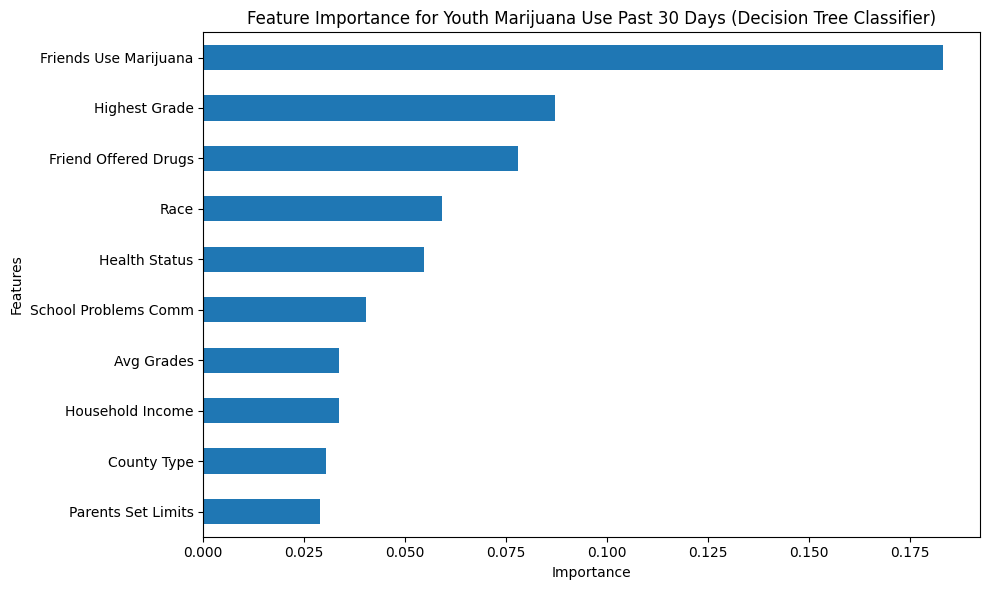 Feature Importance for Youth Marijuana Use Past 30 Days (Decision Tree Classifier)
Friends Use Marijuana
Highest Grade
Friend Offered Drugs
Race
Health Status
School Problems Comm
Avg Grades
Household Income
County Type
Parents Set Limits
Features
0.000 0.025 0.050 0.075 0.100 0.125 0.150 0.175
Importance